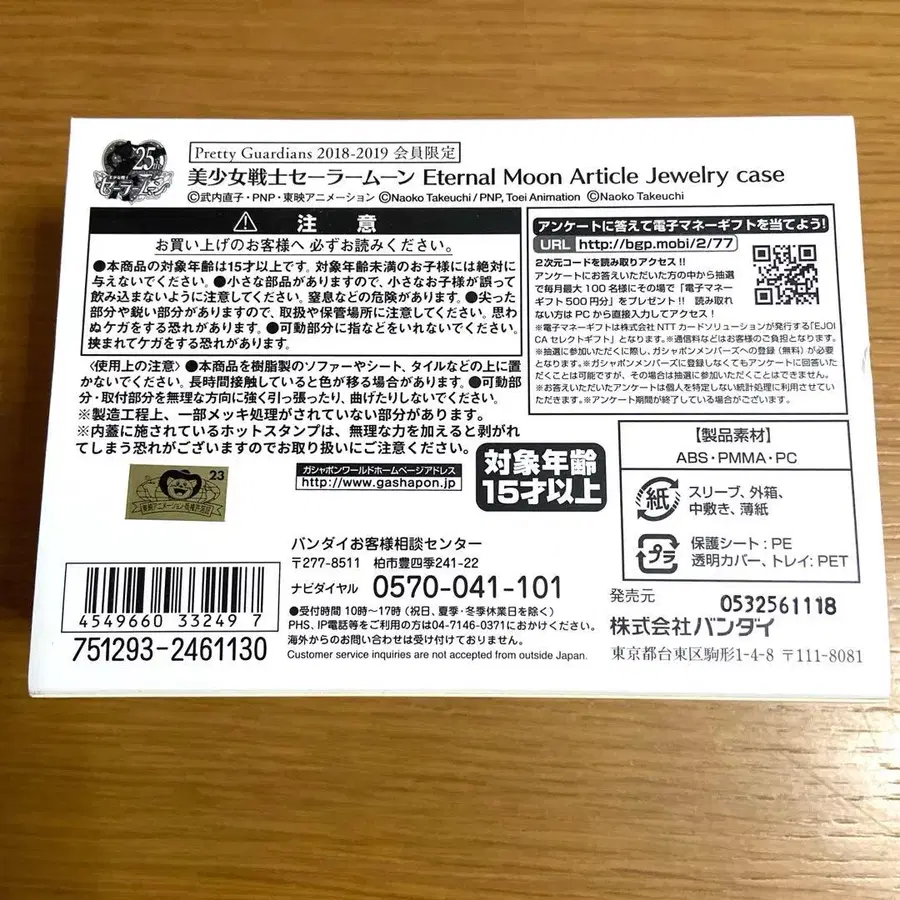 25th
セーラームーン
Pretty Guardians 2018-2019 会員限定
美少女戦士セーラームーン Eternal Moon Article Jewelry case
©武内直子・PNP・東映アニメーション ©Naoko Takeuchi / PNP, Toei Animation ©Naoko Takeuchi
⚠ 注 意
お買い上げのお客様へ 必ずお読みください。
●本商品の対象年齢は15才以上です。対象年齢未満のお子様には絶対に
与えないでください。●小さな部品がありますので、小さなお子様が誤って
飲み込まないように注意してください。窒息などの危険があります。●尖った
部分や鋭い部分がありますので、取扱や保管場所に注意してください。思わ
ぬケガをする恐れがあります。●可動部分に指などをいれないでください。
挟まれてケガをする恐れがあります。
〈使用上の注意〉●本商品を樹脂製のソファーやシート、タイルなどの上に置
かないでください。長時間接触していると色が移る場合があります。●可動部
分・取付部分を無理な方向に強く引っ張ったり、曲げたりしないでください。
※製造工程上、一部メッキ処理がされていない部分があります。
※内蓋に施されているホットスタンプは、無理な力を加えると剥がれ
てしまう恐れがございますのでお取り扱いにご注意ください。
アンケートに答えて電子マネーギフトを当てよう!
URL http://bgp.mobi/2/77
2次元コードを読み取りアクセス!!
アンケートにお答えいただいた方の中から抽選
で毎月最大100名様にその場で「電子マネー
ギフト500円分」をプレゼント!! 読み取れ
ない方は PC から直接入力してアクセス!
※電子マネーギフトは株式会社 NTT カードソリューションが発行する「EJOI
CA セレクトギフト」となります。※通信料などはお客様のご負担となります。
※抽選に参加いただくに際し、ガシャポンメンバーズへの登録（無料）が必要
となります。※ガシャポンメンバーズに登録しなくてもアンケートに回答いた
だくことは可能ですが、その場合は抽選に参加いただくことはできません。
※お答えいただいたアンケートは個人を特定しない統計処理に利用させてい
ただきます。※アンケート期間が終了している場合がございます。
23
ガシャポンワールドホームページアドレス
http://www.gashapon.jp/
対象年齢
15才以上
【製品素材】
ABS・PMMA・PC
紙
スリーブ、外箱、
中敷き、薄紙
プラ
保護シート:PE
透明カバー、トレイ:PET
バンダイお客様相談センター
〒277-8511 柏市豊四季241-22
ナビダイヤル 0570-041-101
●受付時間 10時～17時（祝日、夏季・冬季休業日を除く）
PHS、IP電話等をご利用の方は04-7146-0371におかけください。
海外からのお問い合わせは受け付けておりません。
Customer service inquiries are not accepted from outside Japan.
4549660 332497
751293-2461130
発売元
0532561118
株式会社バンダイ
東京都台東区駒形1-4-8 〒111-8081